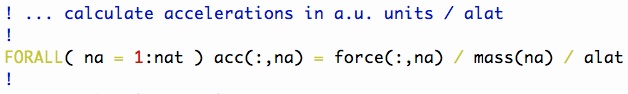 ! ... calculate accelerations in a.u. units / alat
!
FORALL( na = 1:nat ) acc(:,na) = force(:,na) / mass(na) / alat
!